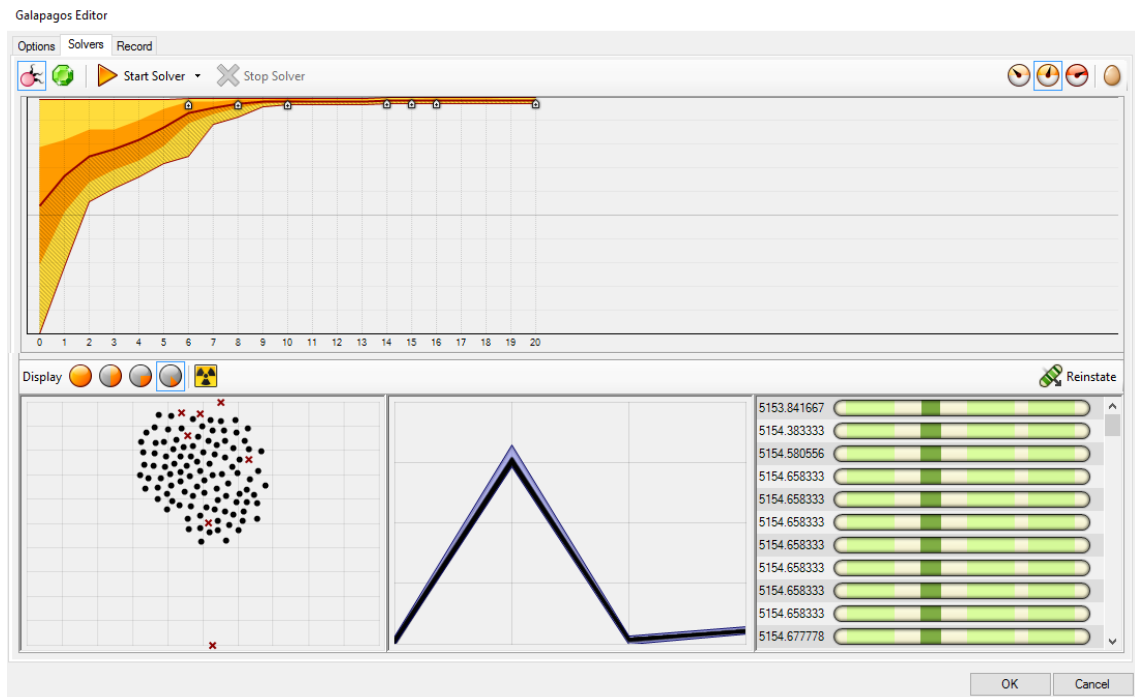 Galapagos Editor
Options Solvers Record
Start Solver Stop Solver
0 1 2 3 4 5 6 7 8 9 10 11 12 13 14 15 16 17 18 19 20
Display Reinstate
5153.841667
5154.383333
5154.580556
5154.658333
5154.658333
5154.658333
5154.658333
5154.658333
5154.658333
5154.658333
5154.677778
OK Cancel